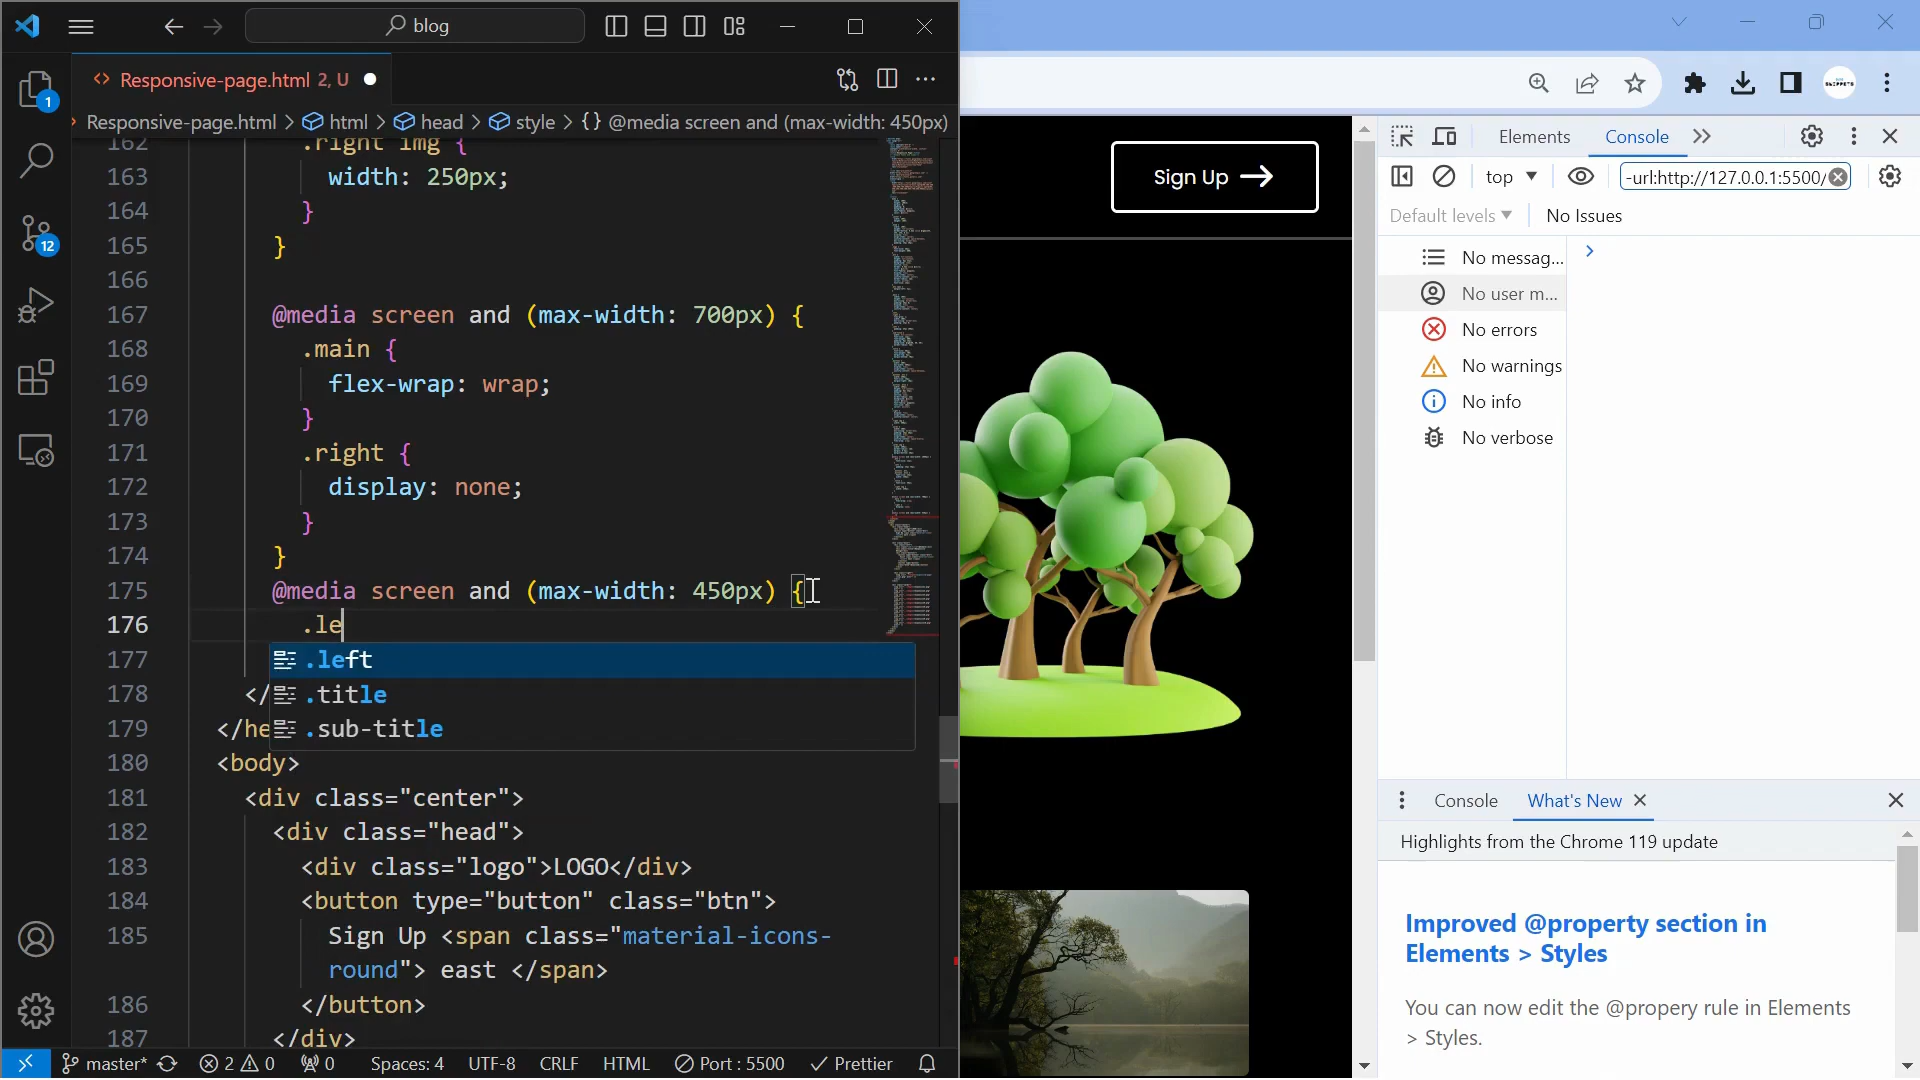 blog
Responsive-page.html 2, U
Responsive-page.html > html > head > style > {} @media screen and (max-width: 450px)
162 .right img {
163 width: 250px;
164 }
165 }
166
167 @media screen and (max-width: 700px) {
168 .main {
169 flex-wrap: wrap;
170 }
171 .right {
172 display: none;
173 }
174 }
175 @media screen and (max-width: 450px) {
176 .le
177 .left
178 </ .title
179 </he .sub-title
180 <body>
181 <div class="center">
182 <div class="head">
183 <div class="logo">LOGO</div>
184 <button type="button" class="btn">
185 Sign Up <span class="material-icons-
round"> east </span>
186 </button>
187 </div>
1
12
master* 2 0 0 Spaces: 4 UTF-8 CRLF HTML Port : 5500 Prettier
Sign Up
Elements Console
top -url:http://127.0.0.1:5500/
Default levels No Issues
No messag...
No user m...
No errors
No warnings
No info
No verbose
Console What's New
Highlights from the Chrome 119 update
Improved @property section in
Elements > Styles
You can now edit the @propery rule in Elements
> Styles.